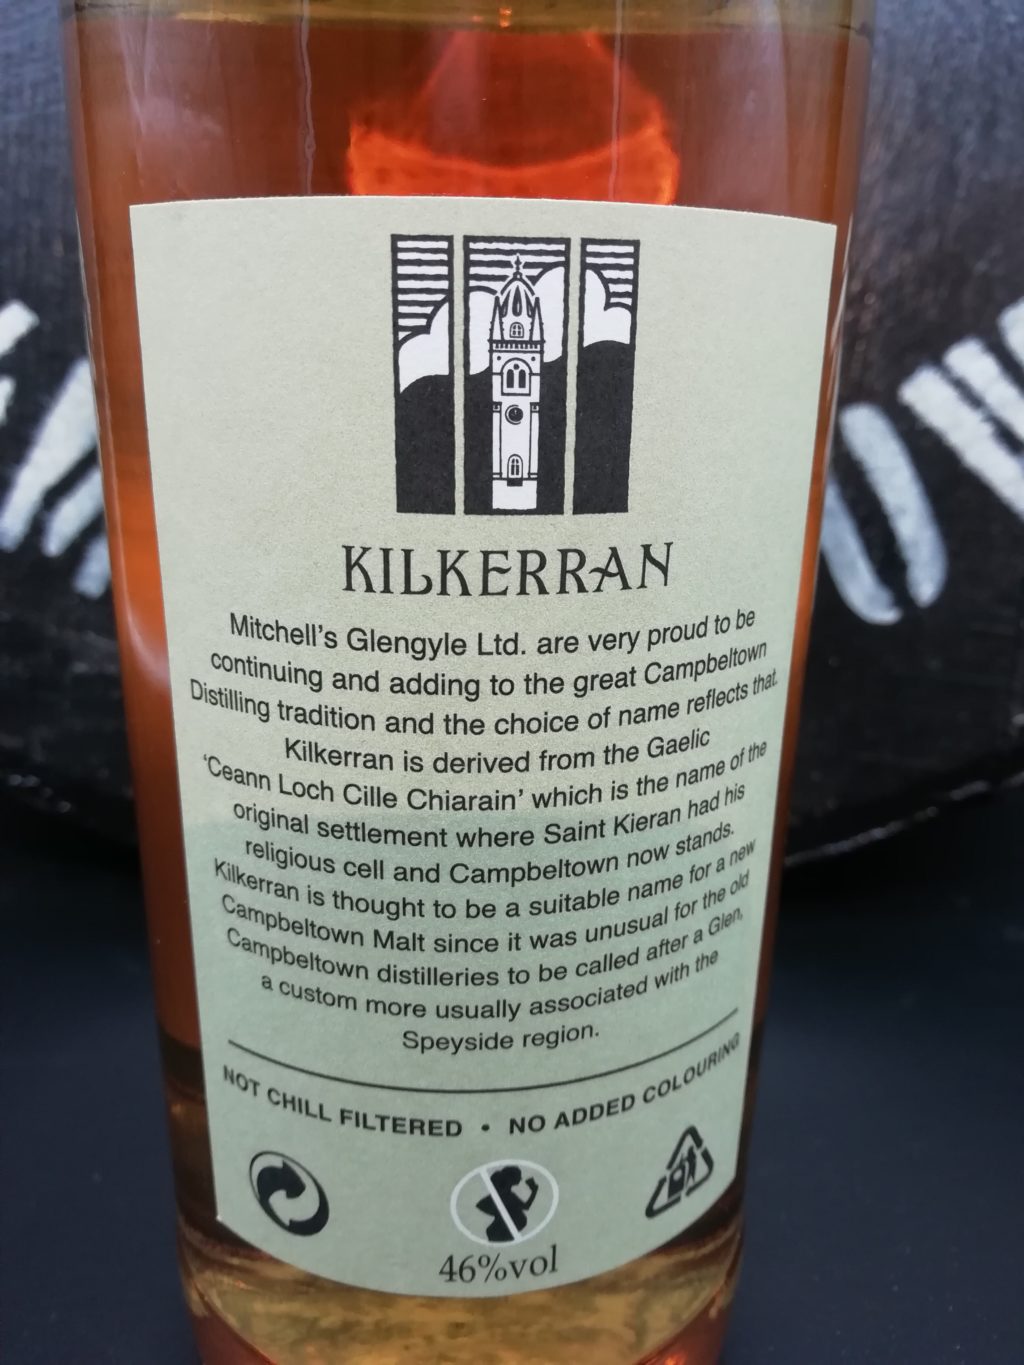 KILKERRAN
Mitchell's Glengyle Ltd. are very proud to be
continuing and adding to the great Campbeltown
Distilling tradition and the choice of name reflects that.
Kilkerran is derived from the Gaelic
'Ceann Loch Cille Chiarain' which is the name of the
original settlement where Saint Kieran had his
religious cell and Campbeltown now stands.
Kilkerran is thought to be a suitable name for a new
Campbeltown Malt since it was unusual for the old
Campbeltown distilleries to be called after a Glen,
a custom more usually associated with the
Speyside region.
NOT CHILL FILTERED • NO ADDED COLOURING
46%vol